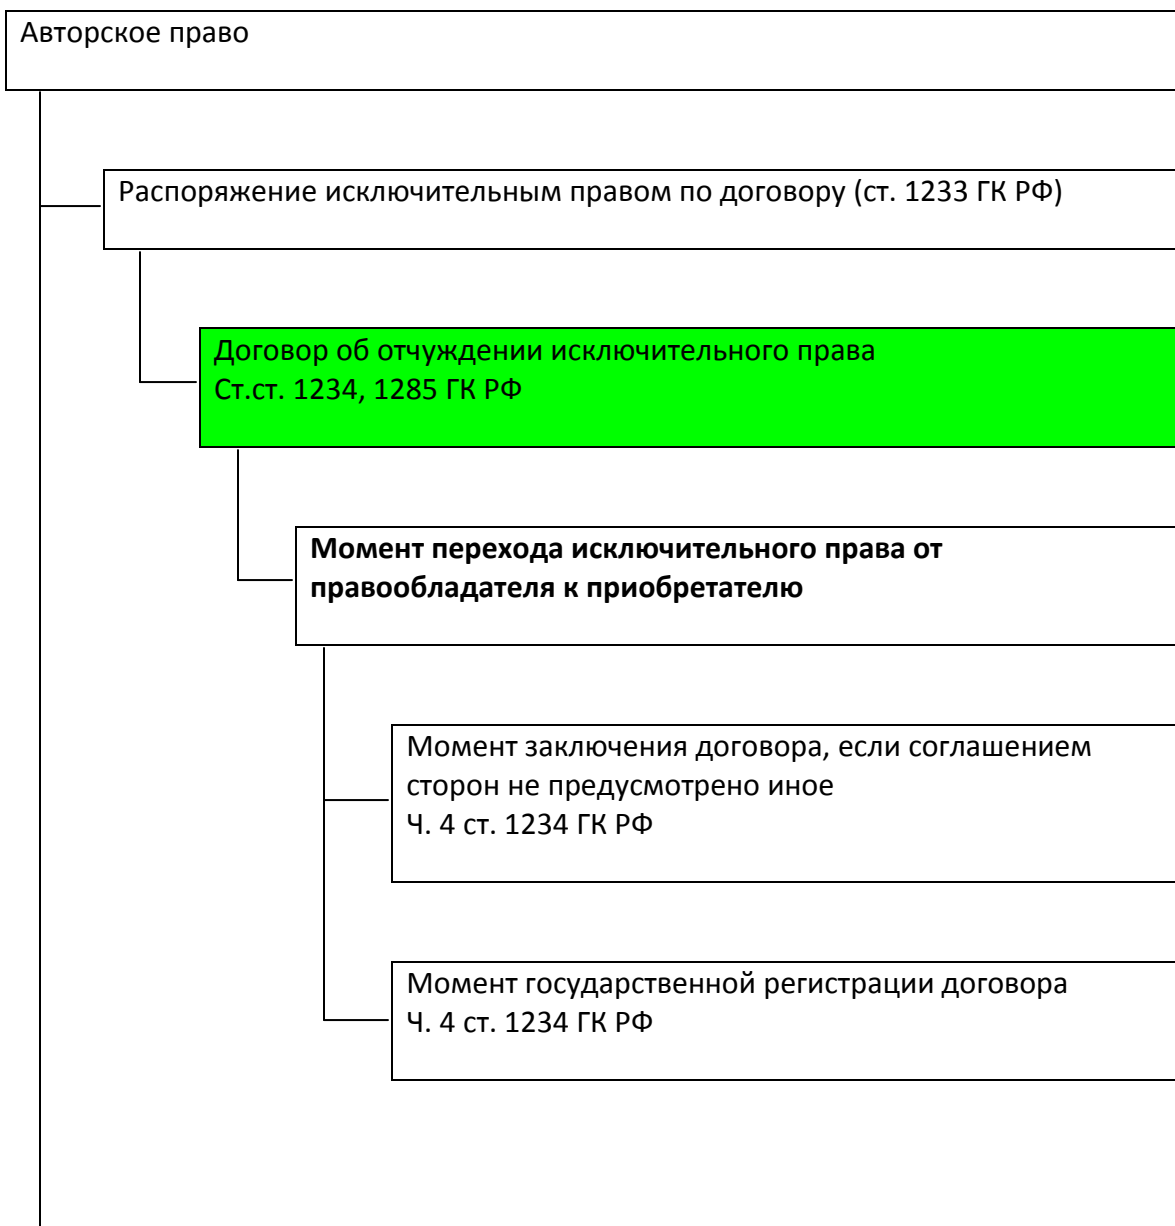 Авторское право
Распоряжение исключительным правом по договору (ст. 1233 ГК РФ)
Договор об отчуждении исключительного права
Ст.ст. 1234, 1285 ГК РФ
Момент перехода исключительного права от
правообладателя к приобретателю
Момент заключения договора, если соглашением
сторон не предусмотрено иное
Ч. 4 ст. 1234 ГК РФ
Момент государственной регистрации договора
Ч. 4 ст. 1234 ГК РФ